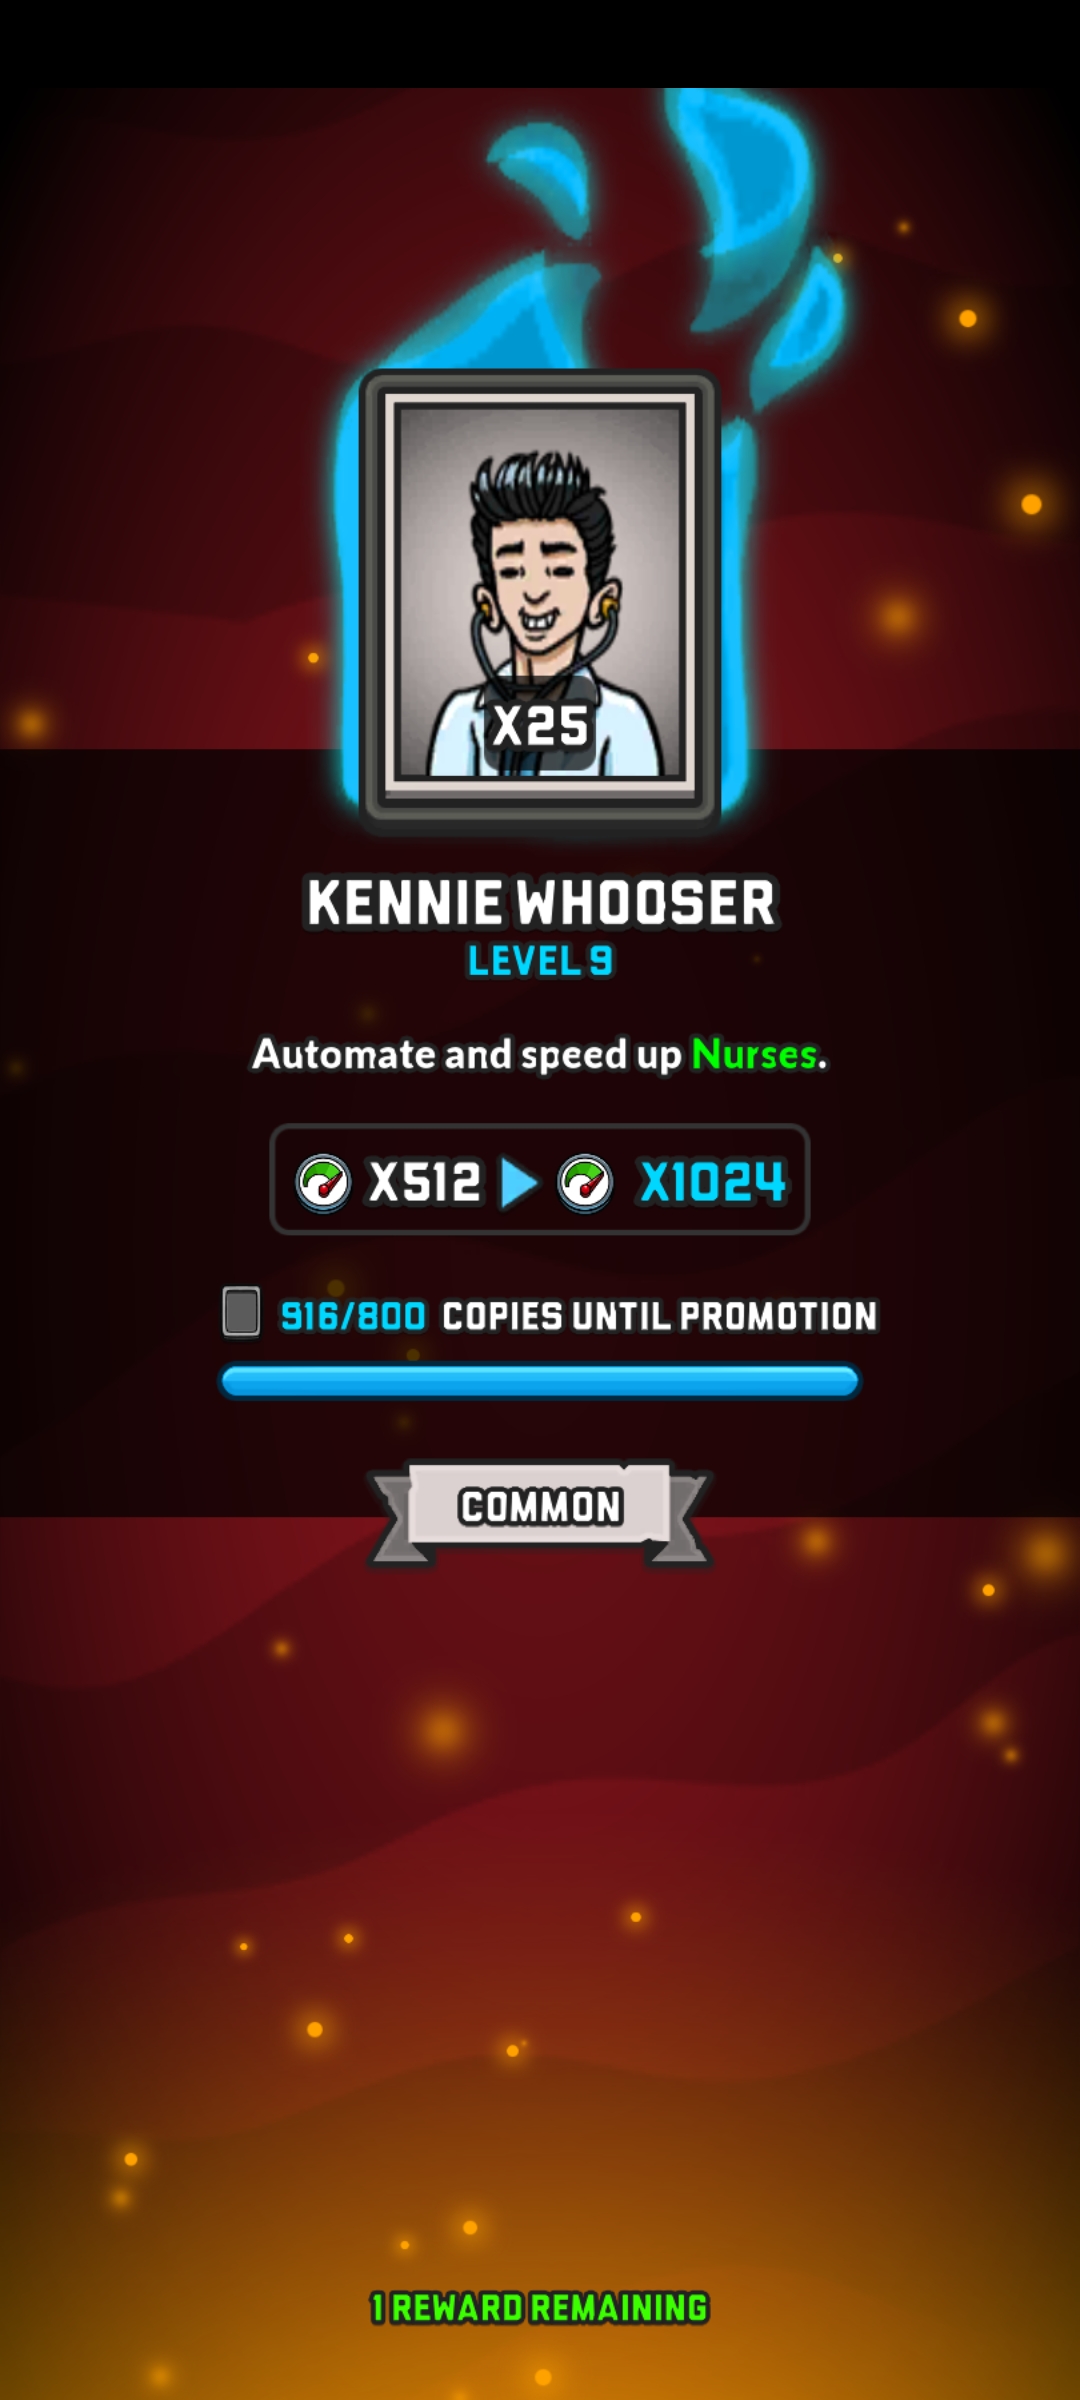 X25
KENNIE WHOOSER
LEVEL 9
Automate and speed up Nurses.
X512 X1024
916/800 COPIES UNTIL PROMOTION
COMMON
1 REWARD REMAINING